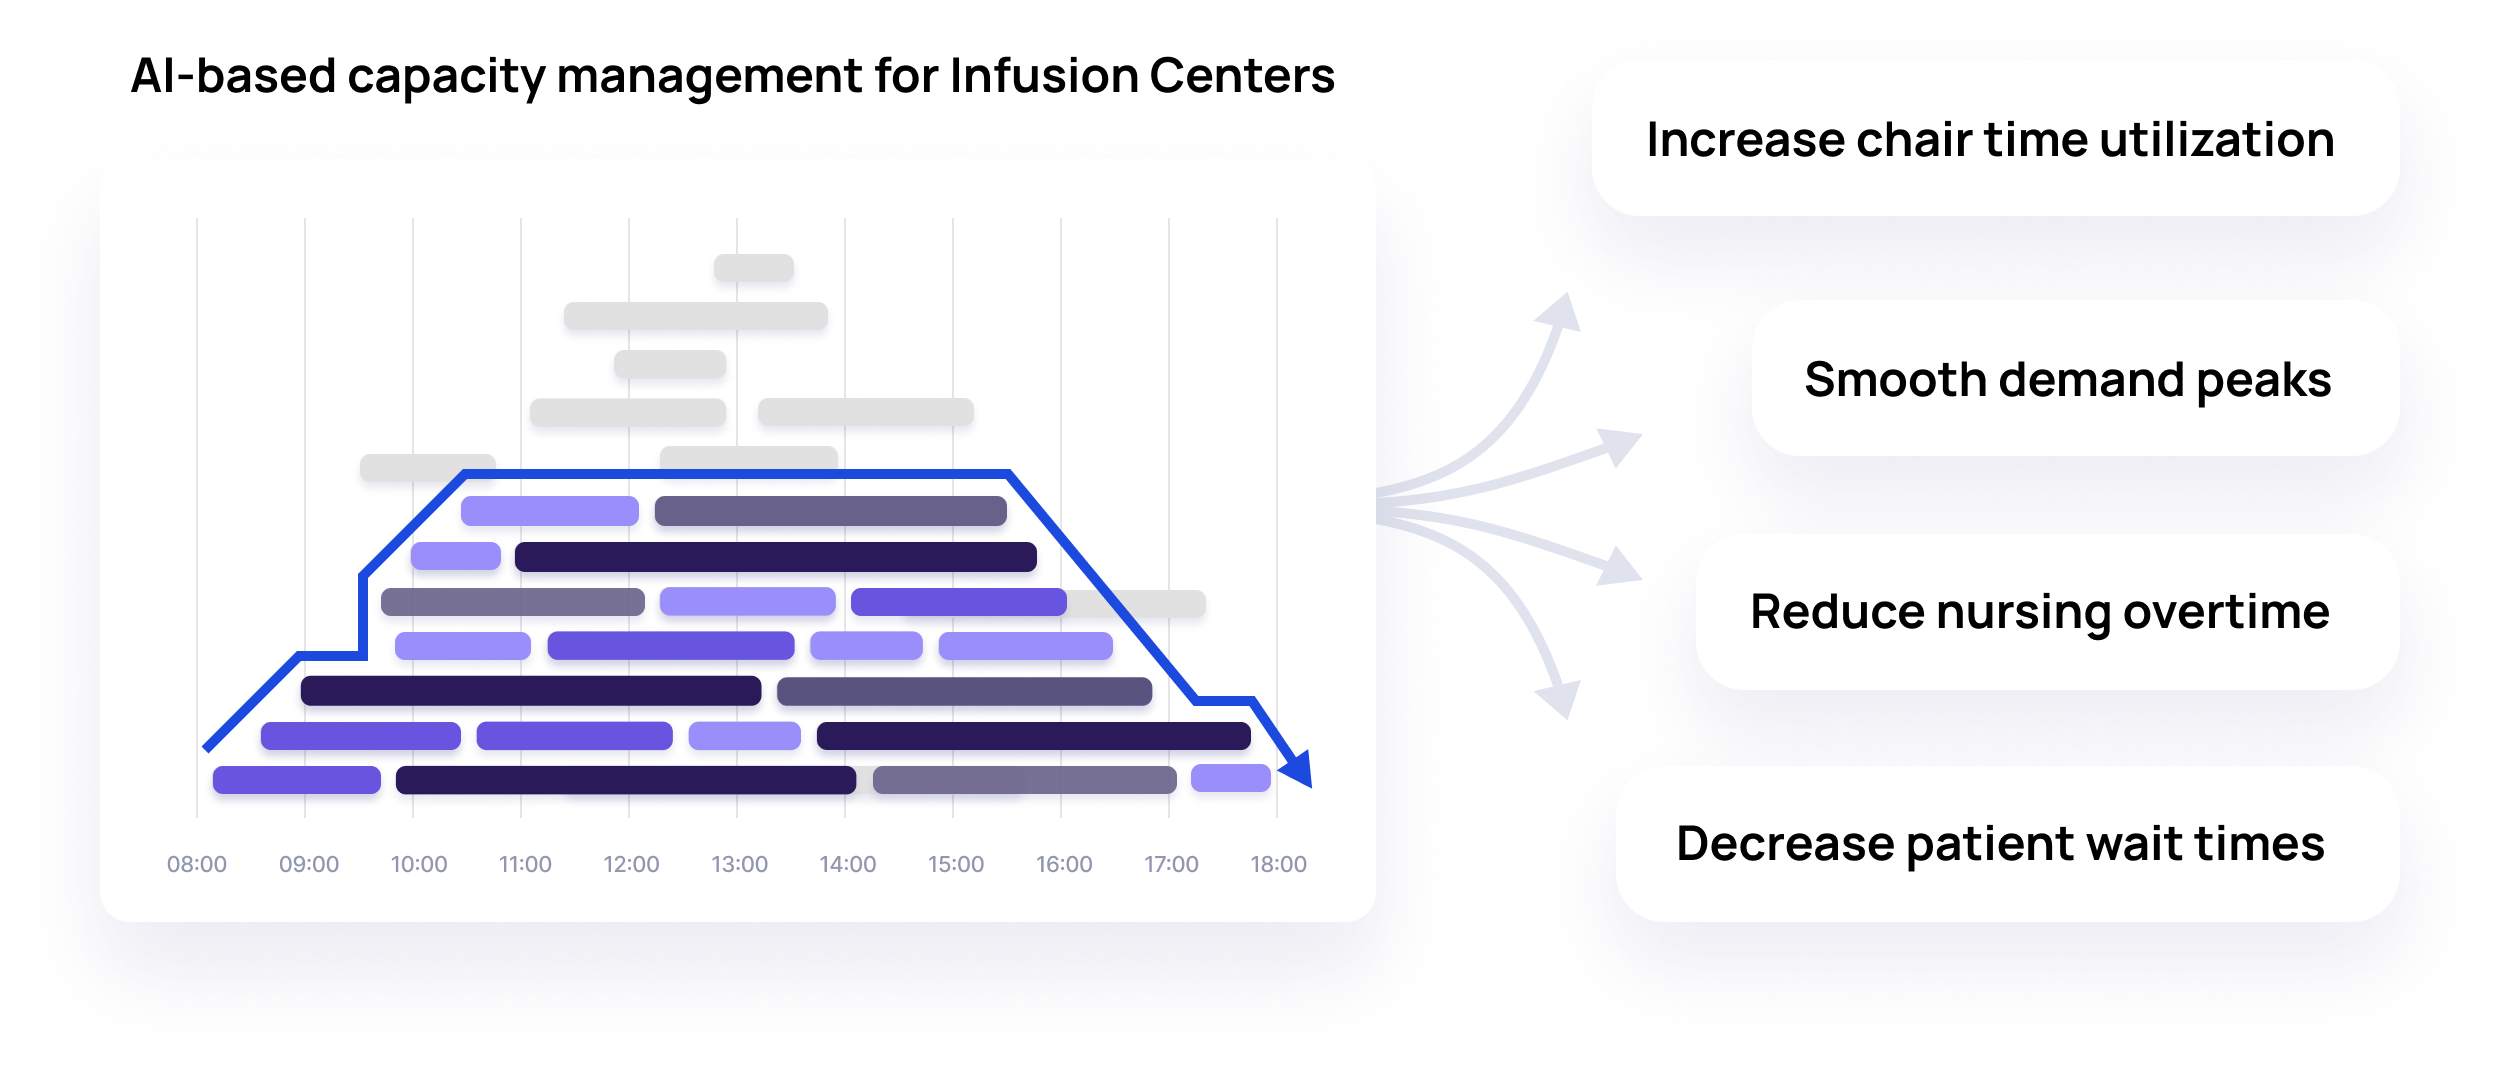 AI-based capacity management for Infusion Centers
08:00 09:00 10:00 11:00 12:00 13:00 14:00 15:00 16:00 17:00 18:00
Increase chair time utilization
Smooth demand peaks
Reduce nursing overtime
Decrease patient wait times